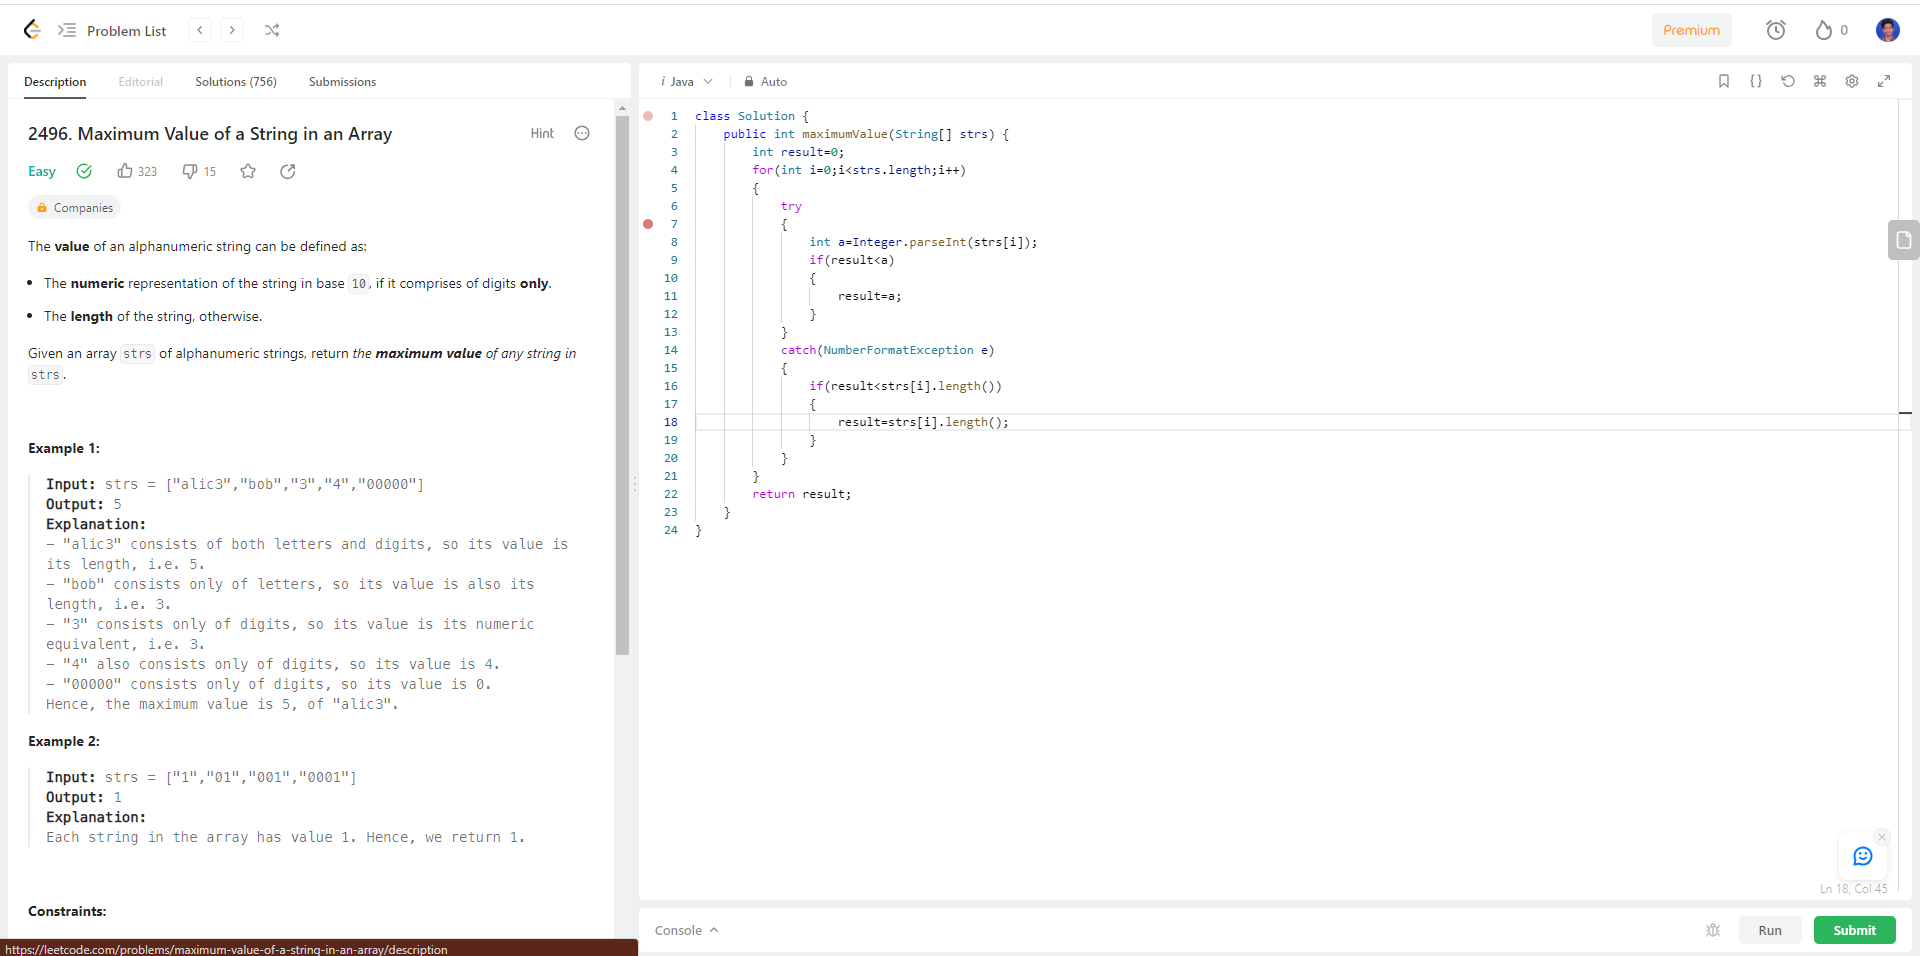 Problem List
Premium
0
Description Editorial Solutions (756) Submissions
2496. Maximum Value of a String in an Array
Hint
Easy 323 15
Companies
The value of an alphanumeric string can be defined as:
• The numeric representation of the string in base 10, if it comprises of digits only.
• The length of the string, otherwise.
Given an array strs of alphanumeric strings, return the maximum value of any string in
strs.
Example 1:
Input: strs = ["alic3","bob","3","4","00000"]
Output: 5
Explanation:
- "alic3" consists of both letters and digits, so its value is
its length, i.e. 5.
- "bob" consists only of letters, so its value is also its
length, i.e. 3.
- "3" consists only of digits, so its value is its numeric
equivalent, i.e. 3.
- "4" also consists only of digits, so its value is 4.
- "00000" consists only of digits, so its value is 0.
Hence, the maximum value is 5, of "alic3".
Example 2:
Input: strs = ["1","01","001","0001"]
Output: 1
Explanation:
Each string in the array has value 1. Hence, we return 1.
Constraints:
https://leetcode.com/problems/maximum-value-of-a-string-in-an-array/description
i Java Auto
1 class Solution {
2 public int maximumValue(String[] strs) {
3 int result=0;
4 for(int i=0;i<strs.length;i++)
5 {
6 try
7 {
8 int a=Integer.parseInt(strs[i]);
9 if(result<a)
10 {
11 result=a;
12 }
13 }
14 catch(NumberFormatException e)
15 {
16 if(result<strs[i].length())
17 {
18 result=strs[i].length();
19 }
20 }
21 }
22 return result;
23 }
24 }
Ln 18, Col 45
Console
Run
Submit